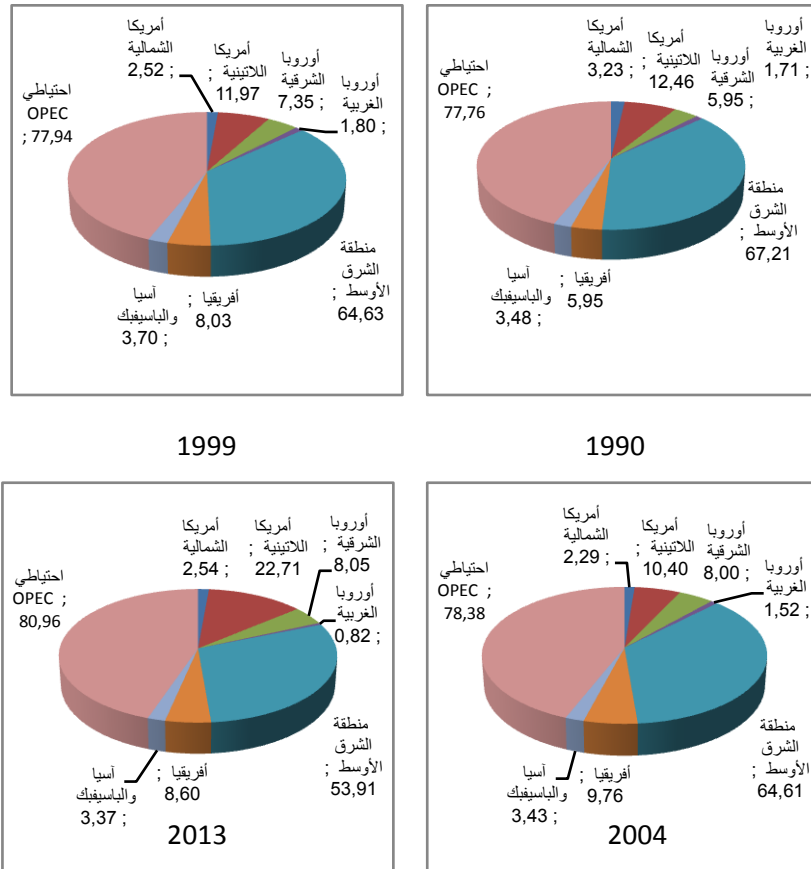 أمريكا
الشمالية
2,52 ;
أمريكا
اللاتينية ;
11,97
أوروبا
الشرقية
7,35 ;
أوروبا
الغربية
1,80 ;
منطقة
الشرق
الأوسط ;
64,63
أفريقيا ;
8,03
آسيا
والباسيفيك
3,70 ;
احتياطي
OPEC
; 77,94
1999
أمريكا
الشمالية
3,23 ;
أمريكا
اللاتينية ;
12,46
أوروبا
الشرقية
5,95 ;
أوروبا
الغربية
1,71 ;
منطقة
الشرق
الأوسط ;
67,21
أفريقيا ;
5,95
آسيا
والباسيفيك
3,48 ;
احتياطي
OPEC ;
77,76
1990
أمريكا
الشمالية
2,54 ;
أمريكا
اللاتينية ;
22,71
أوروبا
الشرقية ;
8,05
أوروبا
الغربية
0,82 ;
منطقة
الشرق
الأوسط ;
53,91
أفريقيا ;
8,60
آسيا
والباسيفيك
3,37 ;
احتياطي
OPEC ;
80,96
2013
أمريكا
الشمالية
2,29 ;
أمريكا
اللاتينية ;
10,40
أوروبا
الشرقية
8,00 ;
أوروبا
الغربية
1,52 ;
منطقة
الشرق
الأوسط ;
64,61
أفريقيا ;
9,76
آسيا
والباسيفيك
3,43 ;
احتياطي
OPEC ;
78,38
2004